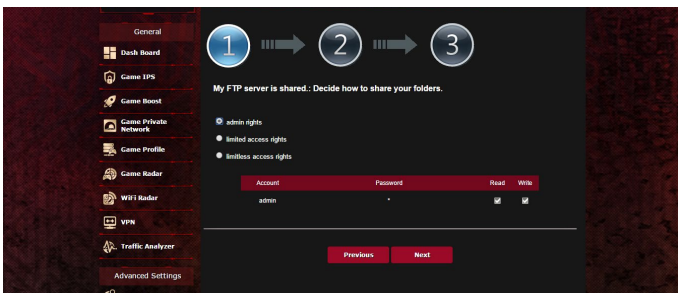 General
Dash Board
Game IPS
Game Boost
Game Private
Network
Game Profile
Game Radar
WiFi Radar
VPN
Traffic Analyzer
Advanced Settings
1
2
3
My FTP server is shared.: Decide how to share your folders.
admin rights
limited access rights
limitless access rights
Account Password Read Write
admin *
Previous Next